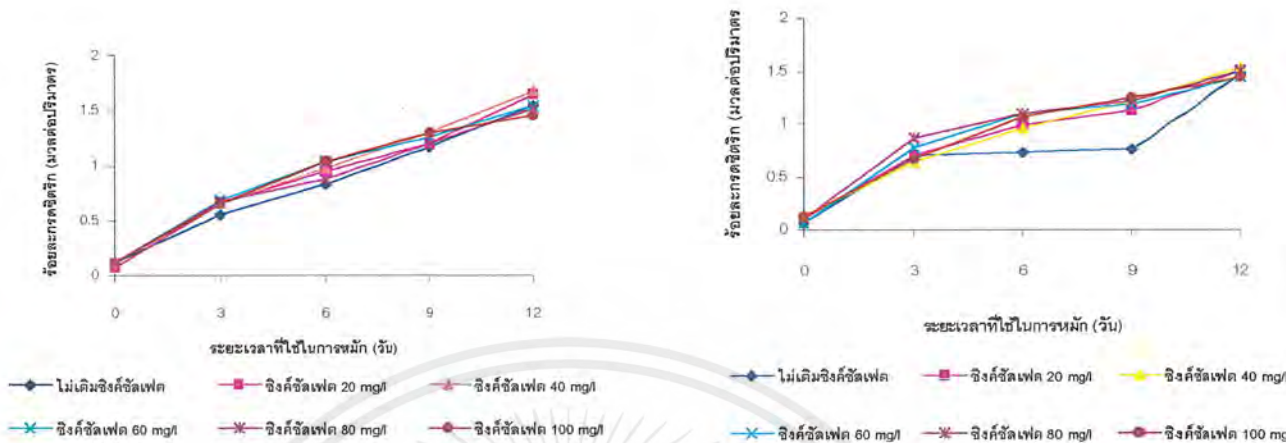 ร้อยละกรดซิตริก (มวลต่อปริมาตร)
2
1.5
1
0.5
0
0 3 6 9 12
ระยะเวลาที่ใช้ในการหมัก (วัน)
ไม่เติมซิงค์ซัลเฟต ซิงค์ซัลเฟต 20 mg/l ซิงค์ซัลเฟต 40 mg/l
ซิงค์ซัลเฟต 60 mg/l ซิงค์ซัลเฟต 80 mg/l ซิงค์ซัลเฟต 100 mg/l
ร้อยละกรดซิตริก (มวลต่อปริมาตร)
2
1.5
1
0.5
0
0 3 6 9 12
ระยะเวลาที่ใช้ในการหมัก (วัน)
ไม่เติมซิงค์ซัลเฟต ซิงค์ซัลเฟต 20 mg/l ซิงค์ซัลเฟต 40 mg/l
ซิงค์ซัลเฟต 60 mg/l ซิงค์ซัลเฟต 80 mg/l ซิงค์ซัลเฟต 100 mg